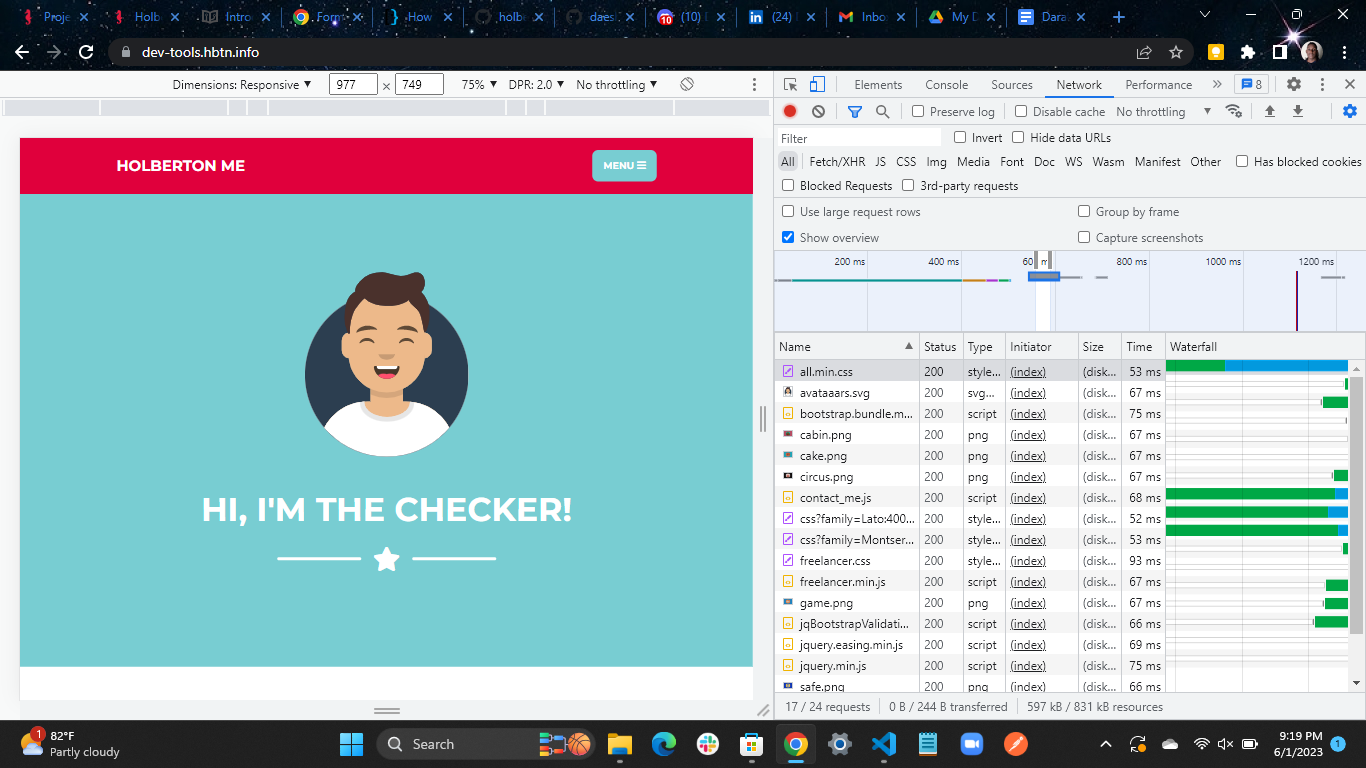 Proje
Holb
Intro
Form
How
holbe
daes
(10)
(24)
Inbo
My D
Dara
dev-tools.hbtn.info
Dimensions: Responsive ▼ 977 × 749 75% ▼ DPR: 2.0 ▼ No throttling ▼
Elements Console Sources Network Performance » 8
Preserve log Disable cache No throttling ▼
Filter Invert Hide data URLs
All Fetch/XHR JS CSS Img Media Font Doc WS Wasm Manifest Other Has blocked cookies
Blocked Requests 3rd-party requests
Use large request rows Group by frame
Show overview Capture screenshots
200 ms 400 ms 60 m 800 ms 1000 ms 1200 ms
Name Status Type Initiator Size Time Waterfall
all.min.css 200 style... (index) (disk... 53 ms
avataaars.svg 200 svg... (index) (disk... 67 ms
bootstrap.bundle.m... 200 script (index) (disk... 75 ms
cabin.png 200 png (index) (disk... 67 ms
cake.png 200 png (index) (disk... 67 ms
circus.png 200 png (index) (disk... 67 ms
contact_me.js 200 script (index) (disk... 68 ms
css?family=Lato:400... 200 style... (index) (disk... 52 ms
css?family=Montser... 200 style... (index) (disk... 53 ms
freelancer.css 200 style... (index) (disk... 93 ms
freelancer.min.js 200 script (index) (disk... 67 ms
game.png 200 png (index) (disk... 67 ms
jqBootstrapValidati... 200 script (index) (disk... 66 ms
jquery.easing.min.js 200 script (index) (disk... 69 ms
jquery.min.js 200 script (index) (disk... 75 ms
safe.png 200 png (index) (disk... 66 ms
17 / 24 requests 0 B / 244 B transferred 597 kB / 831 kB resources
HOLBERTON ME MENU
HI, I'M THE CHECKER!
1 82°F
Partly cloudy
Search
9:19 PM
6/1/2023
1